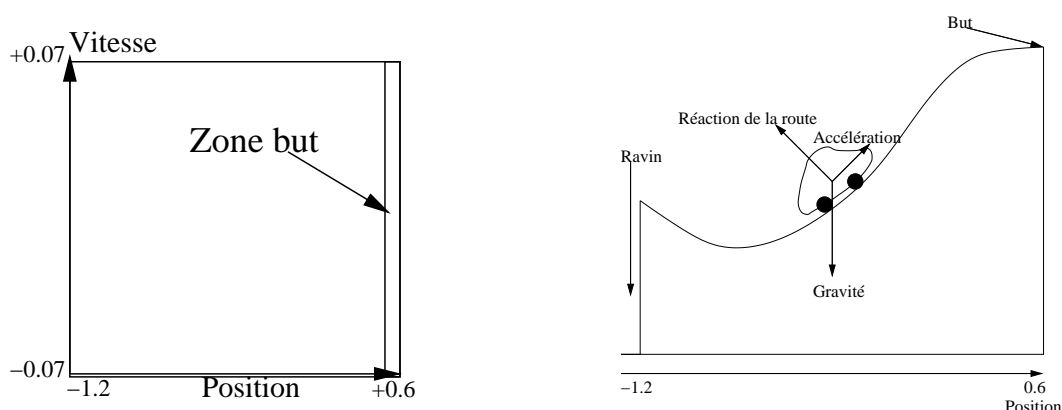 +0.07
Vitesse
Zone but
−0.07
−1.2
Position
+0.6
But
Réaction de la route
Accélération
Ravin
Gravité
−1.2
0.6
Position